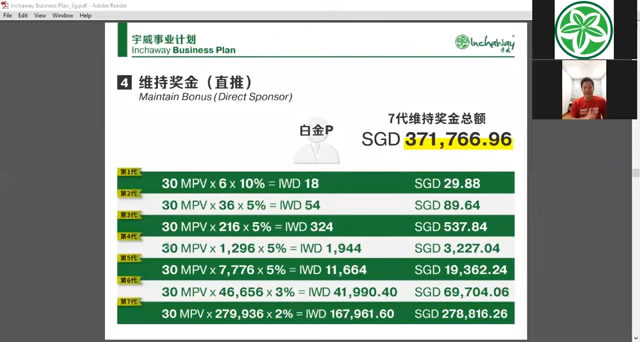 Inchaway Business Plan_Sg.pdf - Adobe Reader
File Edit View Window Help
宇威事业计划
Inchaway Business Plan
Inchaway
宇威
4 维持奖金（直推）
Maintain Bonus (Direct Sponsor)
白金P
7代维持奖金总额
SGD 371,766.96
第1代
30 MPV x 6 x 10% = IWD 18 SGD 29.88
第2代
30 MPV x 36 x 5% = IWD 54 SGD 89.64
第3代
30 MPV x 216 x 5% = IWD 324 SGD 537.84
第4代
30 MPV x 1,296 x 5% = IWD 1,944 SGD 3,227.04
第5代
30 MPV x 7,776 x 5% = IWD 11,664 SGD 19,362.24
第6代
30 MPV x 46,656 x 3% = IWD 41,990.40 SGD 69,704.06
第7代
30 MPV x 279,936 x 2% = IWD 167,961.60 SGD 278,816.26